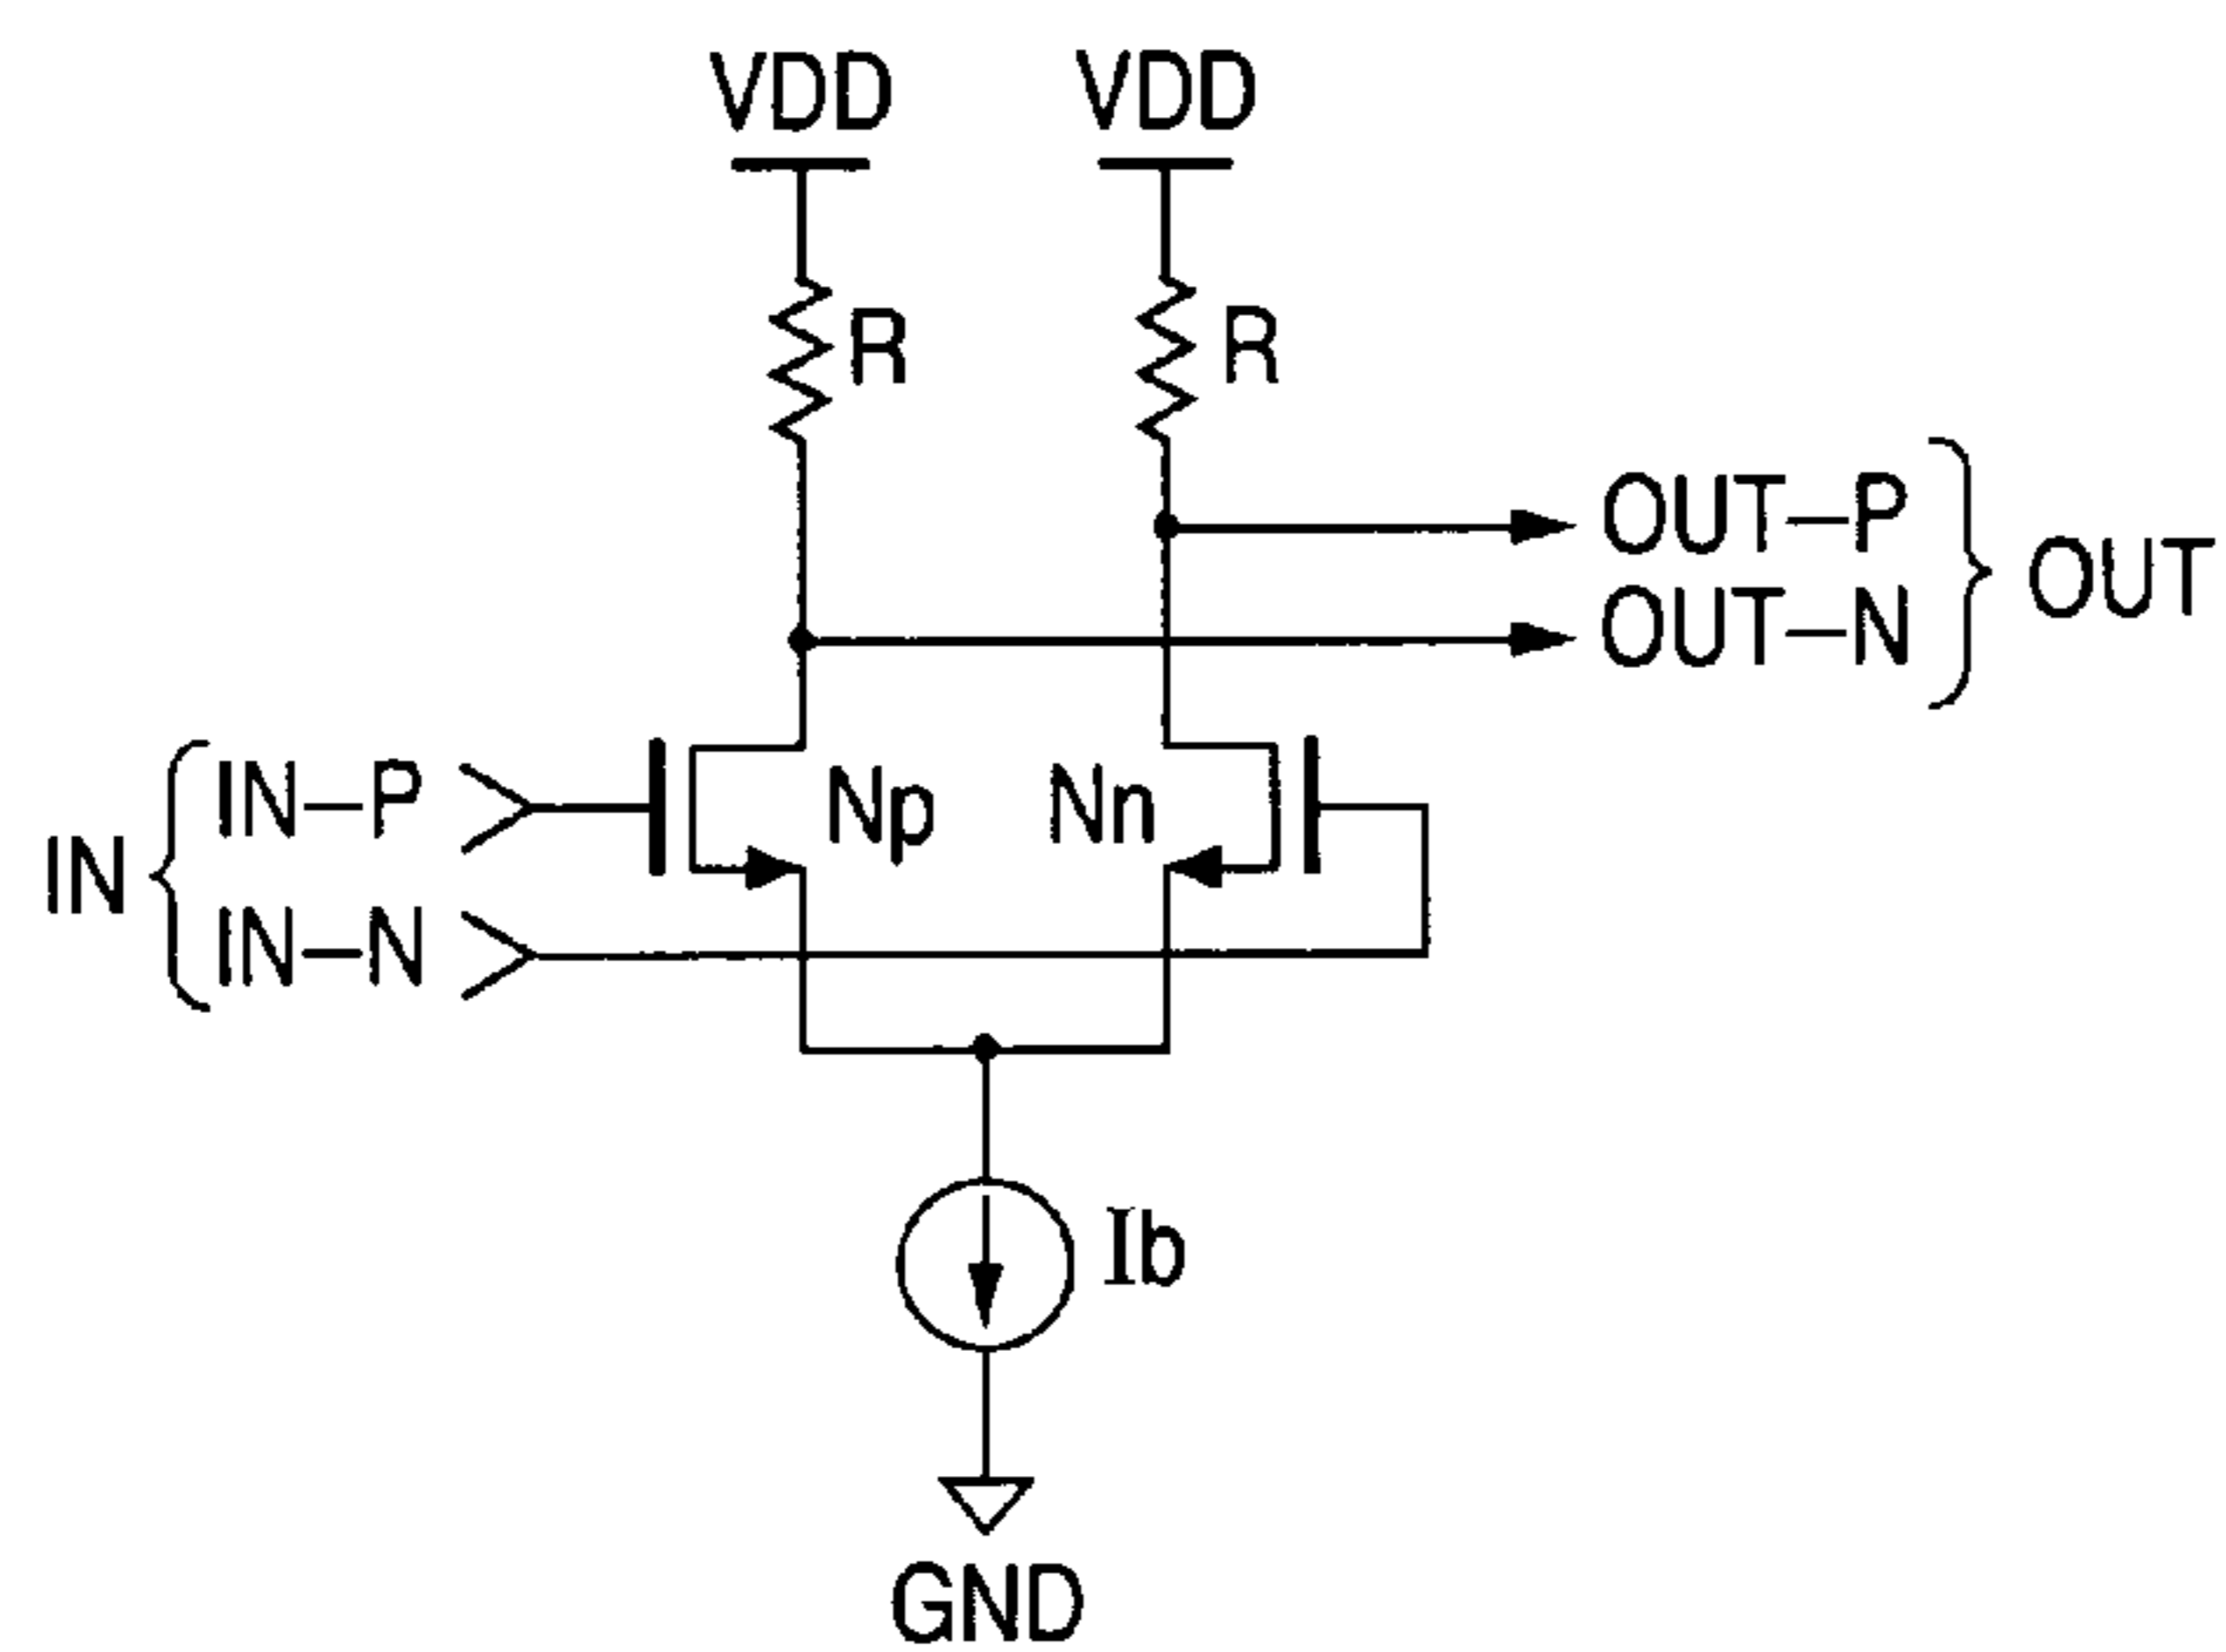 VDD VDD
R R
OUT-P
OUT
OUT-N
IN-P Np Nn
IN
IN-N
Ib
GND